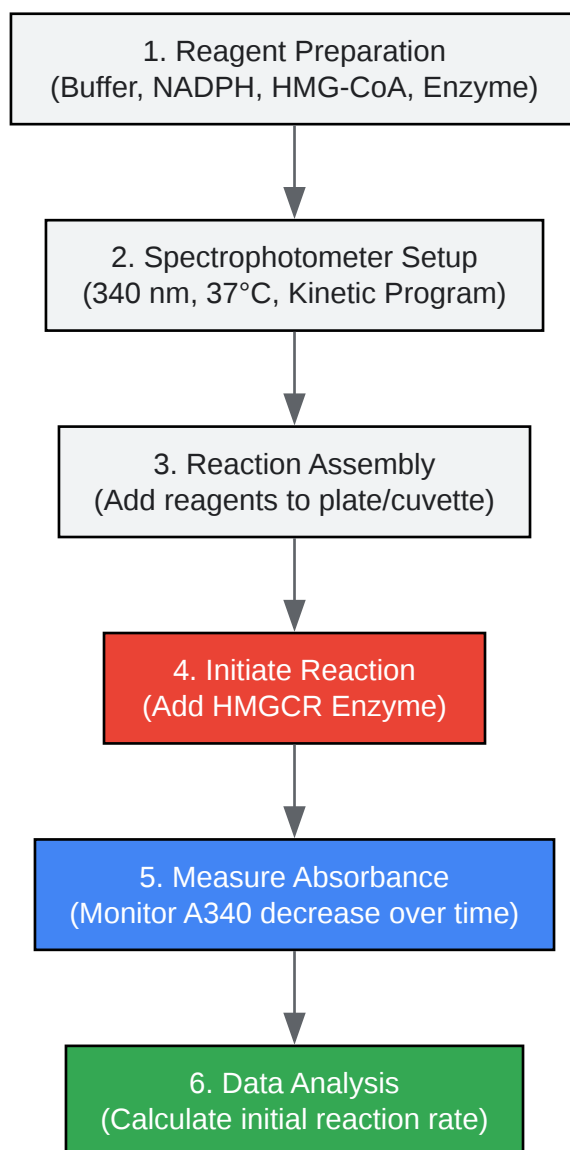 1. Reagent Preparation
(Buffer, NADPH, HMG-CoA, Enzyme)
2. Spectrophotometer Setup
(340 nm, 37°C, Kinetic Program)
3. Reaction Assembly
(Add reagents to plate/cuvette)
4. Initiate Reaction
(Add HMGCR Enzyme)
5. Measure Absorbance
(Monitor A340 decrease over time)
6. Data Analysis
(Calculate initial reaction rate)